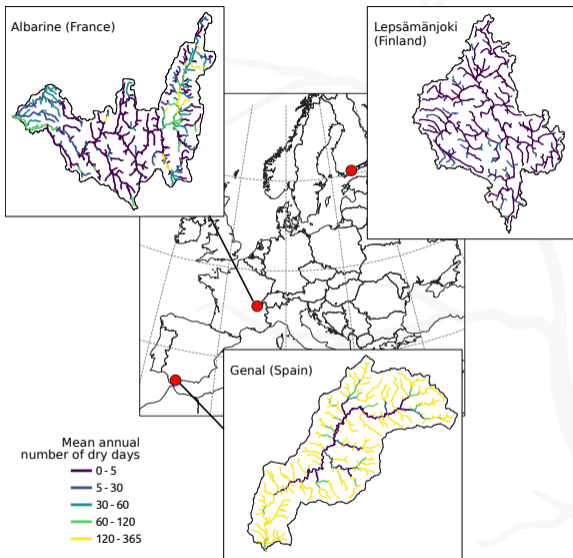 Albarine (France)
Lepsämänjoki
(Finland)
Genal (Spain)
Mean annual
number of dry days
0 - 5
5 - 30
30 - 60
60 - 120
120 - 365